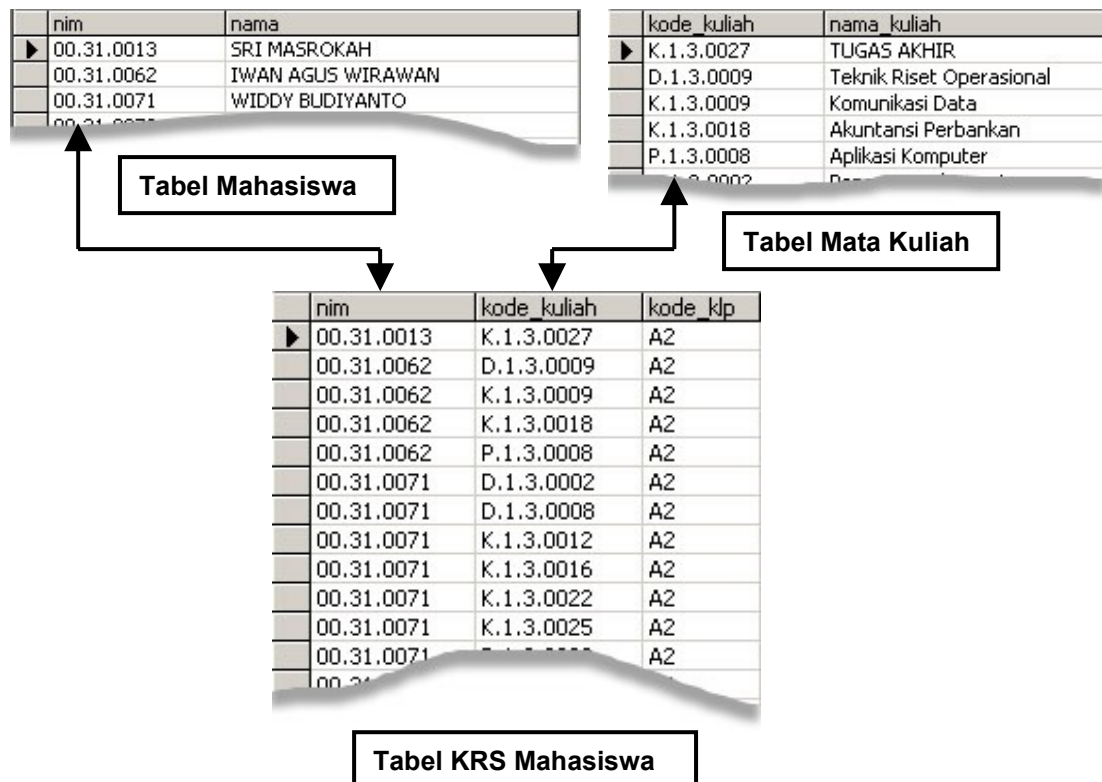 nim nama
00.31.0013 SRI MASROKAH
00.31.0062 IWAN AGUS WIRAWAN
00.31.0071 WIDDY BUDIYANTO
Tabel Mahasiswa
kode_kuliah nama_kuliah
K.1.3.0027 TUGAS AKHIR
D.1.3.0009 Teknik Riset Operasional
K.1.3.0009 Komunikasi Data
K.1.3.0018 Akuntansi Perbankan
P.1.3.0008 Aplikasi Komputer
Tabel Mata Kuliah
nim kode_kuliah kode_klp
00.31.0013 K.1.3.0027 A2
00.31.0062 D.1.3.0009 A2
00.31.0062 K.1.3.0009 A2
00.31.0062 K.1.3.0018 A2
00.31.0062 P.1.3.0008 A2
00.31.0071 D.1.3.0002 A2
00.31.0071 D.1.3.0008 A2
00.31.0071 K.1.3.0012 A2
00.31.0071 K.1.3.0016 A2
00.31.0071 K.1.3.0022 A2
00.31.0071 K.1.3.0025 A2
00.31.0071 A2
Tabel KRS Mahasiswa